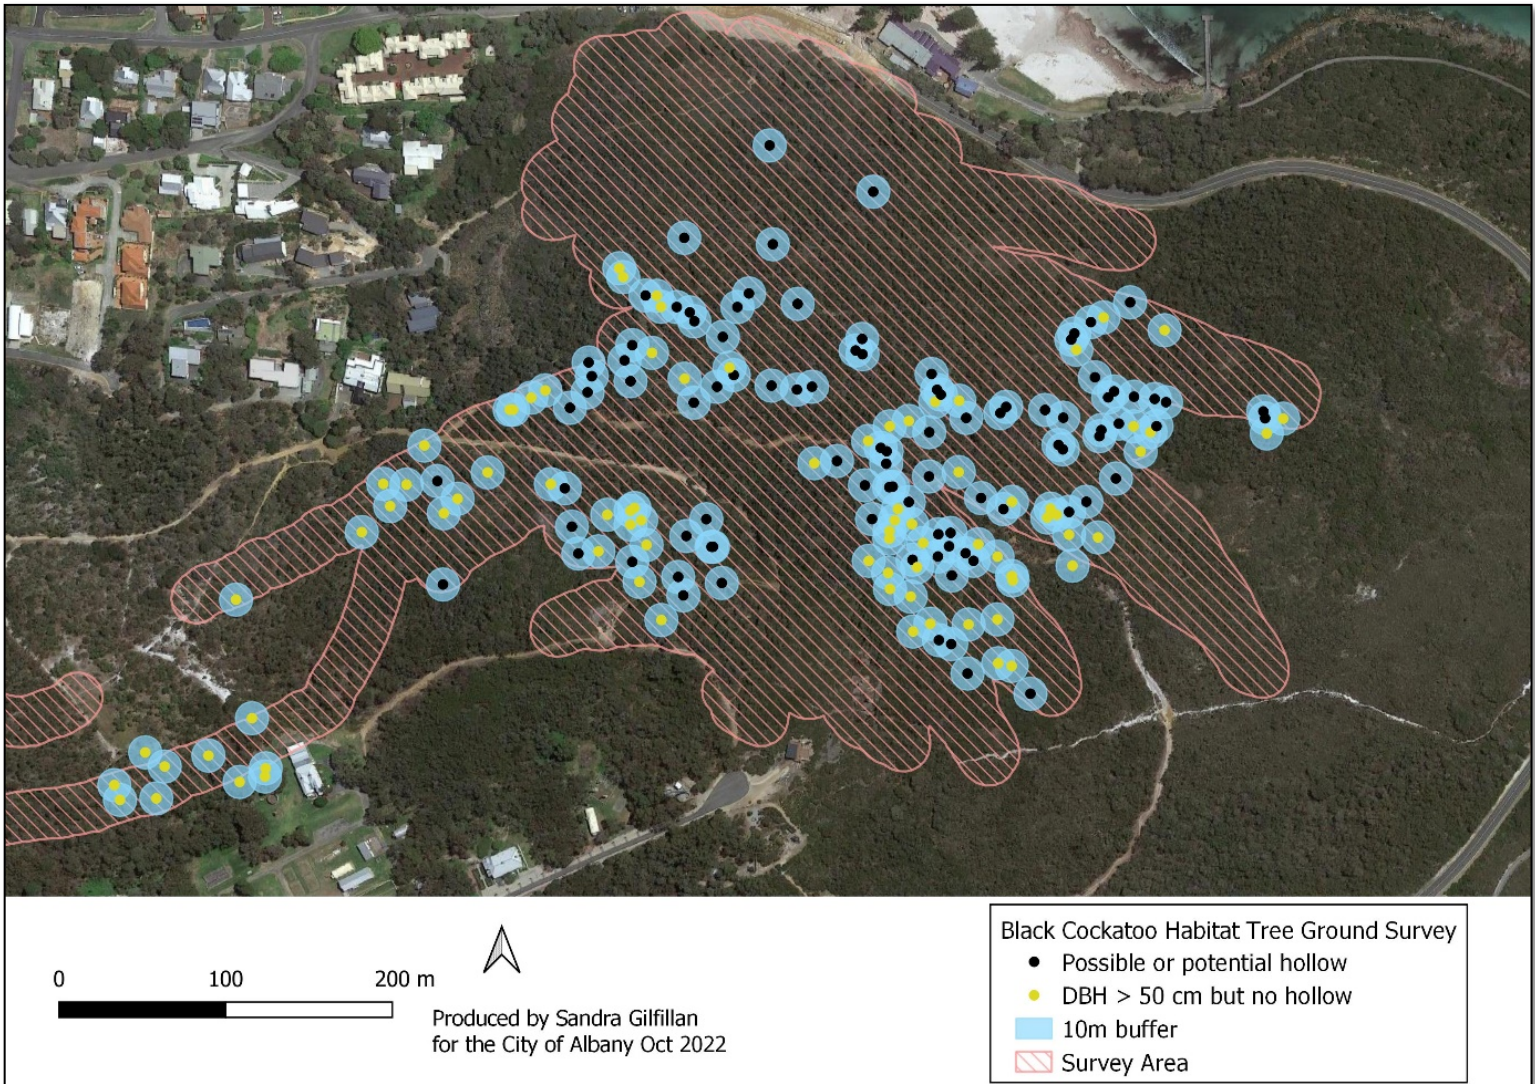 Black Cockatoo Habitat Tree Ground Survey
Possible or potential hollow
DBH > 50 cm but no hollow
10m buffer
Survey Area
0 100 200 m
Produced by Sandra Gilfillan
for the City of Albany Oct 2022